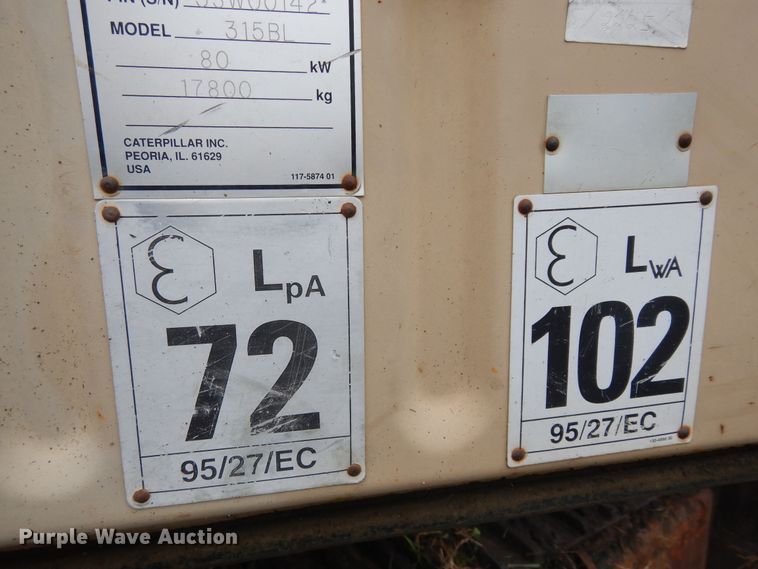 MODEL 315BL
80 kW
17800 kg
CATERPILLAR INC.
PEORIA, IL. 61629
USA
117-5874 01
ε LpA
72
95/27/EC
ε LWA
102
95/27/EC
Purple Wave Auction